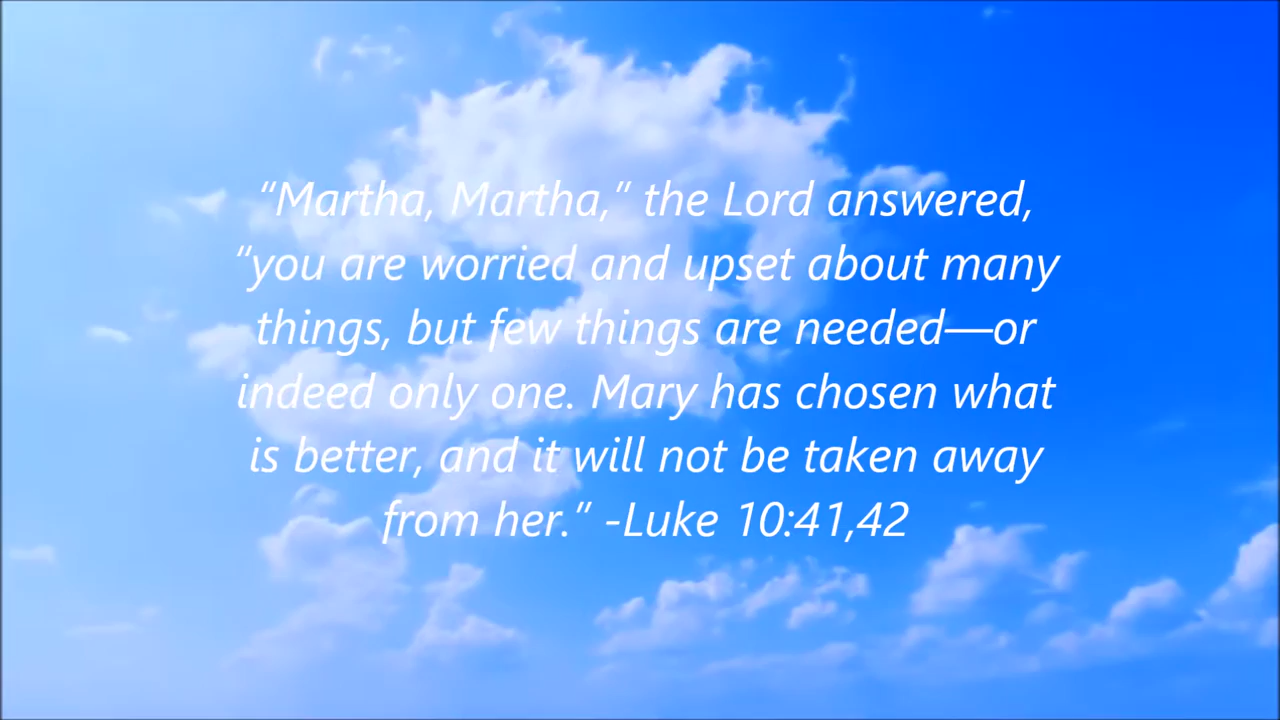 “Martha, Martha,” the Lord answered,
“you are worried and upset about many
things, but few things are needed—or
indeed only one. Mary has chosen what
is better, and it will not be taken away
from her.” -Luke 10:41,42